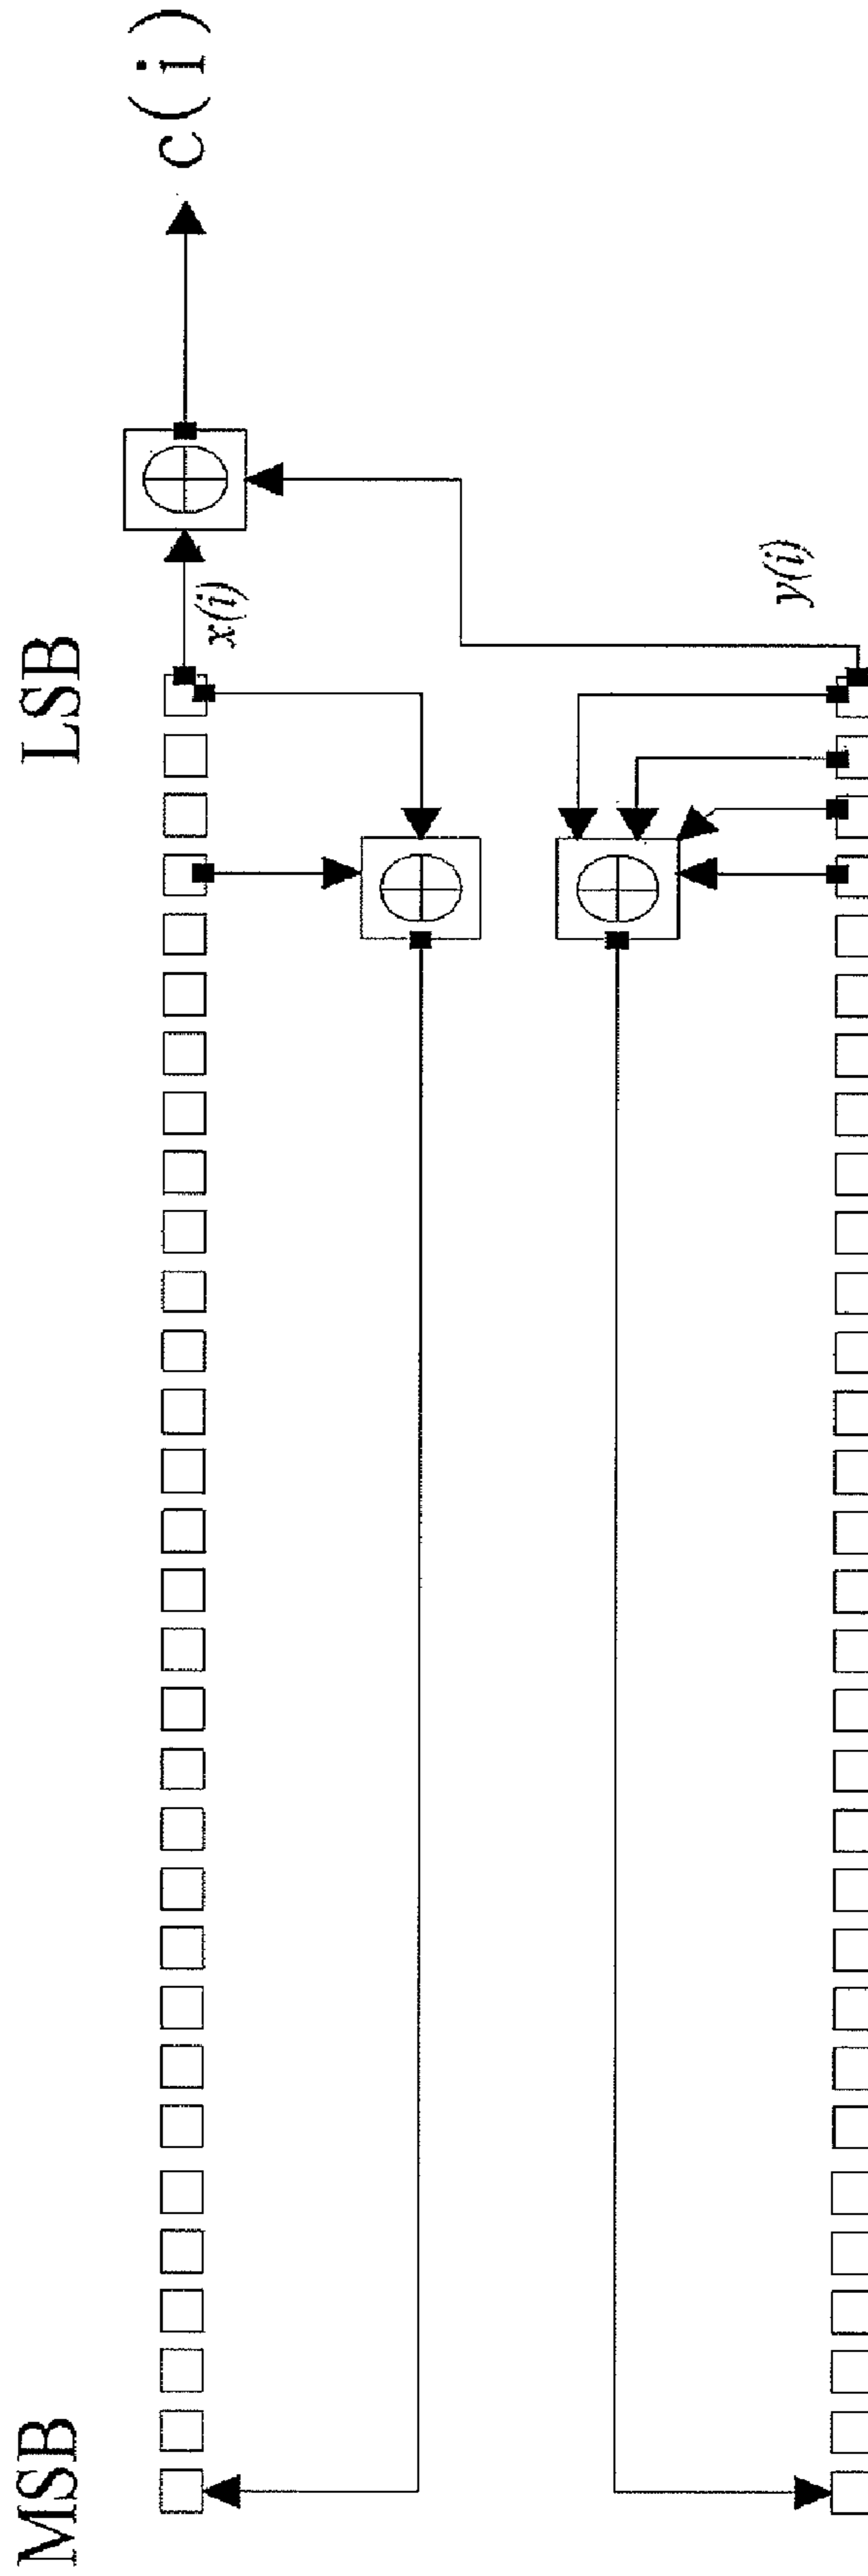 MSB
LSB
c(i)
x(i)
y(i)